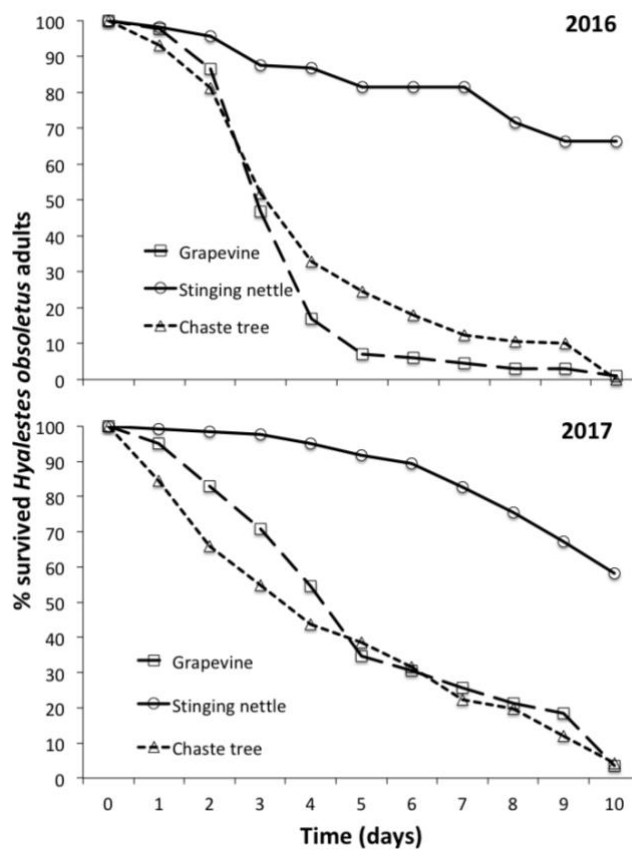 % survived Hyalestes obsoletus adults
2016
100
90
80
70
60
50
40
30
20
10
0
Grapevine
Stinging nettle
Chaste tree
2017
100
90
80
70
60
50
40
30
20
10
0
Grapevine
Stinging nettle
Chaste tree
0 1 2 3 4 5 6 7 8 9 10
Time (days)